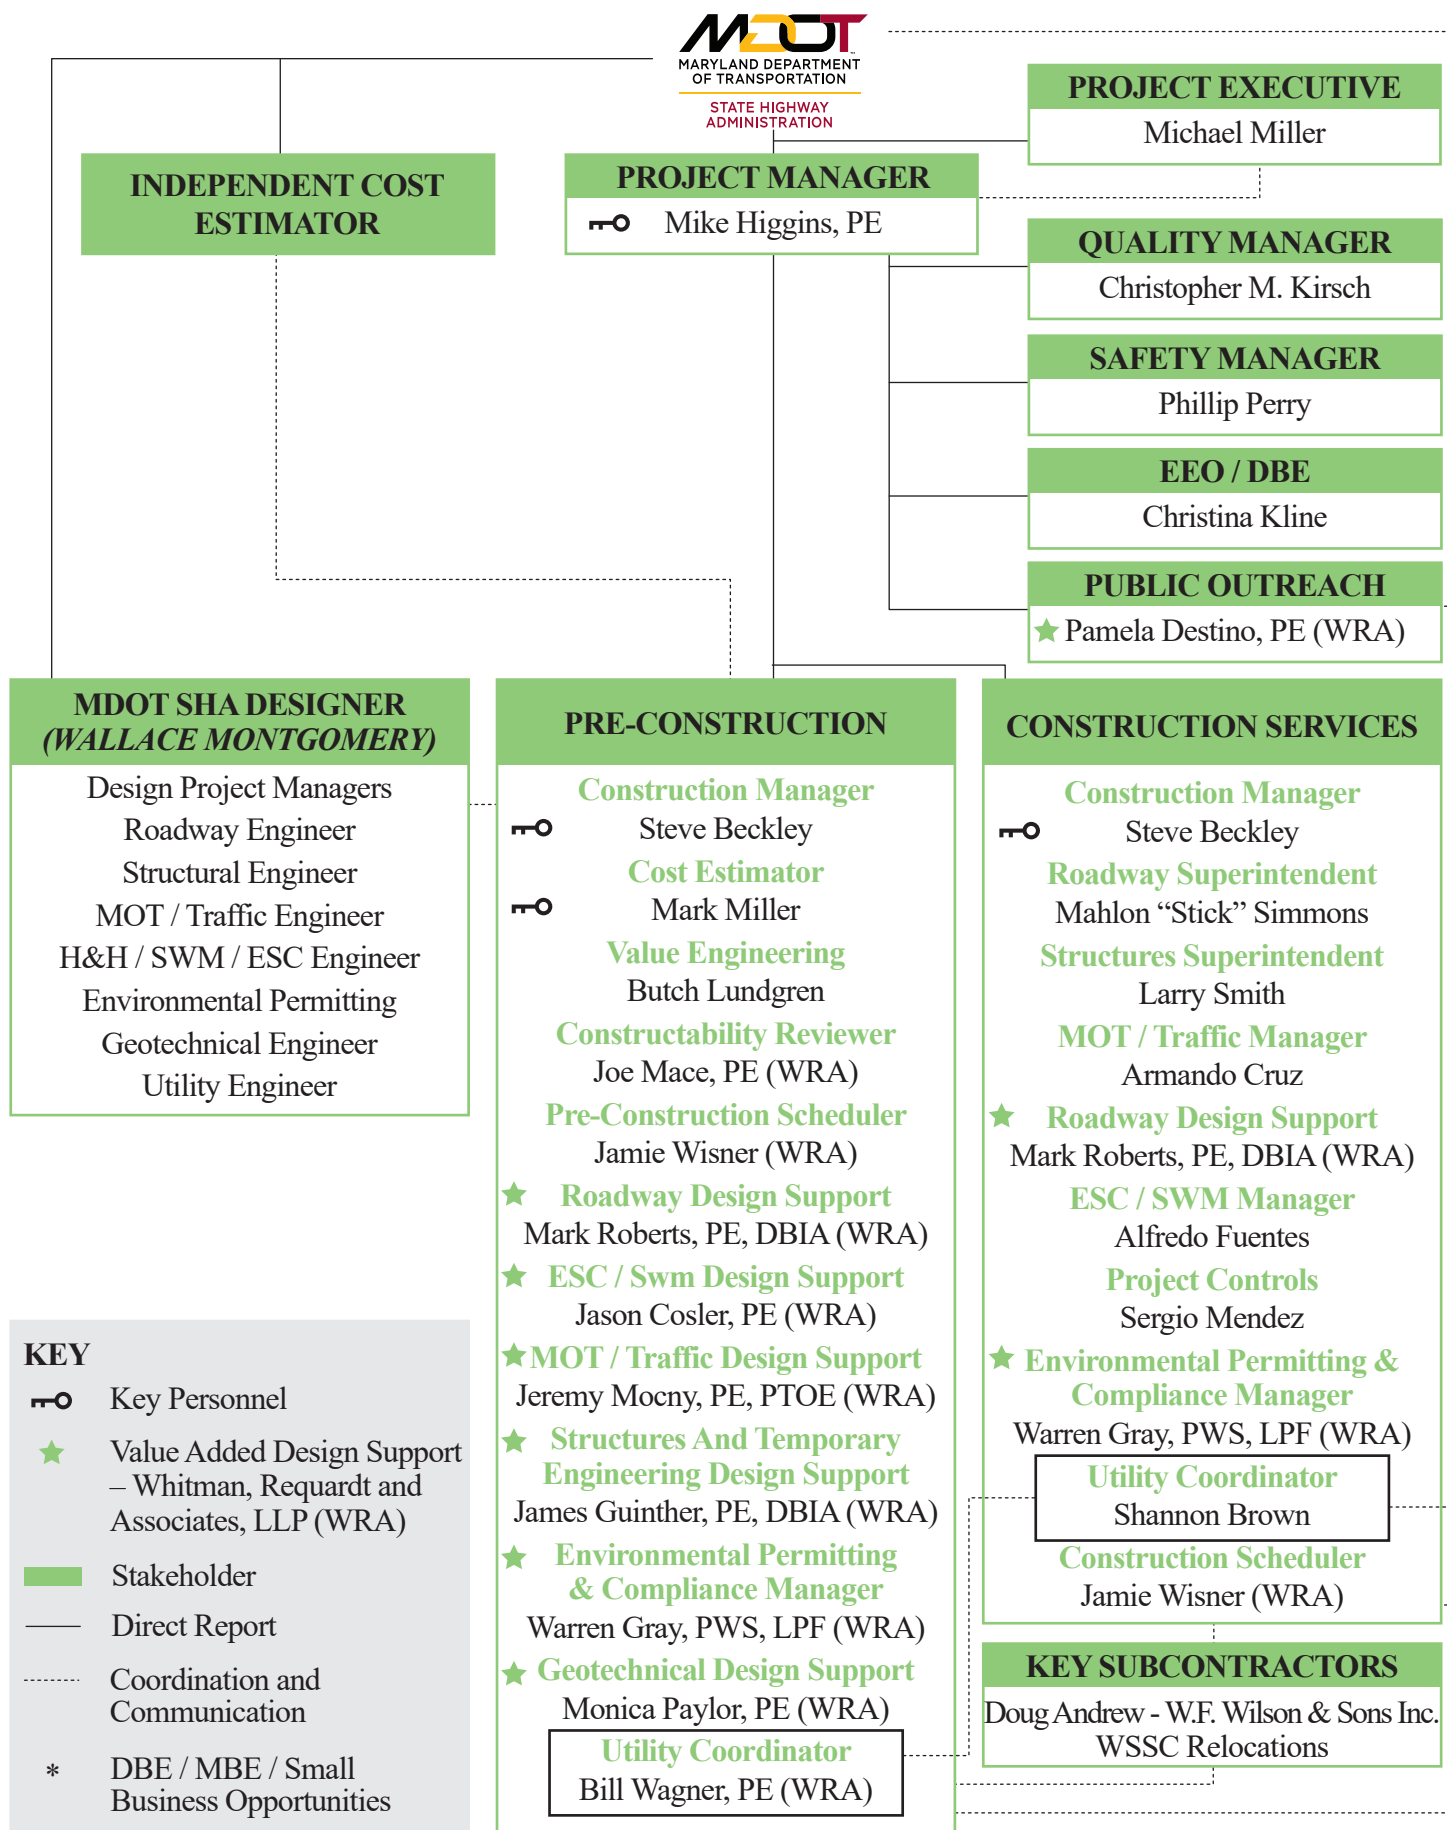 MDOT
MARYLAND DEPARTMENT
OF TRANSPORTATION
STATE HIGHWAY
ADMINISTRATION
PROJECT EXECUTIVE
Michael Miller
INDEPENDENT COST
ESTIMATOR
PROJECT MANAGER
Mike Higgins, PE
QUALITY MANAGER
Christopher M. Kirsch
SAFETY MANAGER
Phillip Perry
EEO / DBE
Christina Kline
PUBLIC OUTREACH
Pamela Destino, PE (WRA)
MDOT SHA DESIGNER
(WALLACE MONTGOMERY)
Design Project Managers
Roadway Engineer
Structural Engineer
MOT / Traffic Engineer
H&H / SWM / ESC Engineer
Environmental Permitting
Geotechnical Engineer
Utility Engineer
PRE-CONSTRUCTION
Construction Manager
Steve Beckley
Cost Estimator
Mark Miller
Value Engineering
Butch Lundgren
Constructability Reviewer
Joe Mace, PE (WRA)
Pre-Construction Scheduler
Jamie Wisner (WRA)
Roadway Design Support
Mark Roberts, PE, DBIA (WRA)
ESC / Swm Design Support
Jason Cosler, PE (WRA)
MOT / Traffic Design Support
Jeremy Mocny, PE, PTOE (WRA)
Structures And Temporary
Engineering Design Support
James Guinther, PE, DBIA (WRA)
Environmental Permitting
& Compliance Manager
Warren Gray, PWS, LPF (WRA)
Geotechnical Design Support
Monica Paylor, PE (WRA)
Utility Coordinator
Bill Wagner, PE (WRA)
CONSTRUCTION SERVICES
Construction Manager
Steve Beckley
Roadway Superintendent
Mahlon “Stick” Simmons
Structures Superintendent
Larry Smith
MOT / Traffic Manager
Armando Cruz
Roadway Design Support
Mark Roberts, PE, DBIA (WRA)
ESC / SWM Manager
Alfredo Fuentes
Project Controls
Sergio Mendez
Environmental Permitting &
Compliance Manager
Warren Gray, PWS, LPF (WRA)
Utility Coordinator
Shannon Brown
Construction Scheduler
Jamie Wisner (WRA)
KEY SUBCONTRACTORS
Doug Andrew - W.F. Wilson & Sons Inc.
WSSC Relocations
KEY
Key Personnel
Value Added Design Support
– Whitman, Requardt and
Associates, LLP (WRA)
Stakeholder
Direct Report
Coordination and
Communication
* DBE / MBE / Small
Business Opportunities